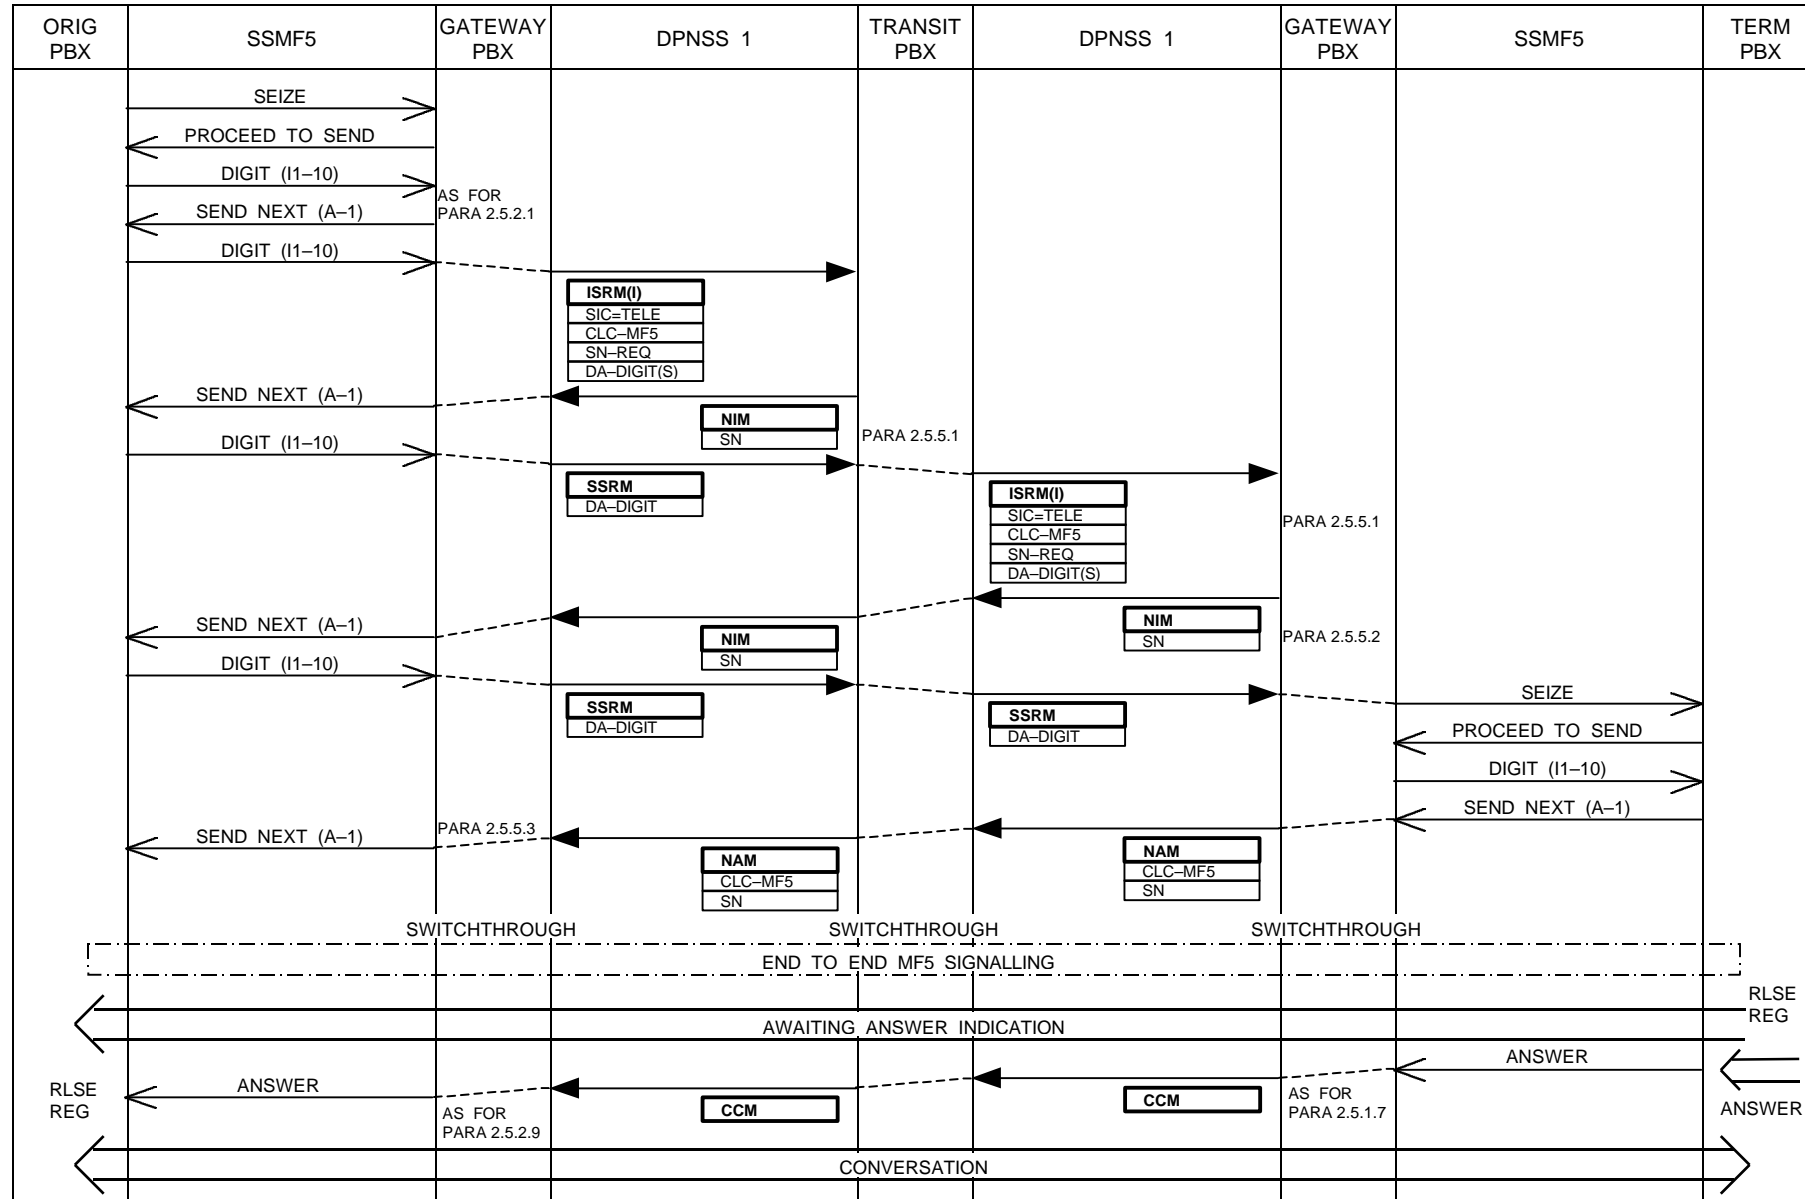 ORIG PBX
SSMF5
GATEWAY PBX
DPNSS 1
TRANSIT PBX
DPNSS 1
GATEWAY PBX
SSMF5
TERM PBX
SEIZE
PROCEED TO SEND
DIGIT (I1–10)
AS FOR
PARA 2.5.2.1
SEND NEXT (A–1)
DIGIT (I1–10)
ISRM(I)
SIC=TELE
CLC–MF5
SN–REQ
DA–DIGIT(S)
SEND NEXT (A–1)
NIM
SN
PARA 2.5.5.1
DIGIT (I1–10)
SSRM
DA–DIGIT
ISRM(I)
SIC=TELE
CLC–MF5
SN–REQ
DA–DIGIT(S)
PARA 2.5.5.1
SEND NEXT (A–1)
NIM
SN
NIM
SN
PARA 2.5.5.2
DIGIT (I1–10)
SSRM
DA–DIGIT
SSRM
DA–DIGIT
SEIZE
PROCEED TO SEND
DIGIT (I1–10)
SEND NEXT (A–1)
PARA 2.5.5.3
SEND NEXT (A–1)
NAM
CLC–MF5
SN
NAM
CLC–MF5
SN
SWITCHTHROUGH
SWITCHTHROUGH
SWITCHTHROUGH
END TO END MF5 SIGNALLING
RLSE
REG
AWAITING ANSWER INDICATION
ANSWER
RLSE
REG
ANSWER
AS FOR
PARA 2.5.2.9
CCM
CCM
AS FOR
PARA 2.5.1.7
ANSWER
CONVERSATION